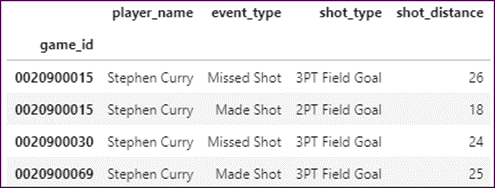 player_name event_type shot_type shot_distance
game_id
0020900015 Stephen Curry Missed Shot 3PT Field Goal 26
0020900015 Stephen Curry Made Shot 2PT Field Goal 18
0020900030 Stephen Curry Missed Shot 3PT Field Goal 24
0020900069 Stephen Curry Made Shot 3PT Field Goal 25